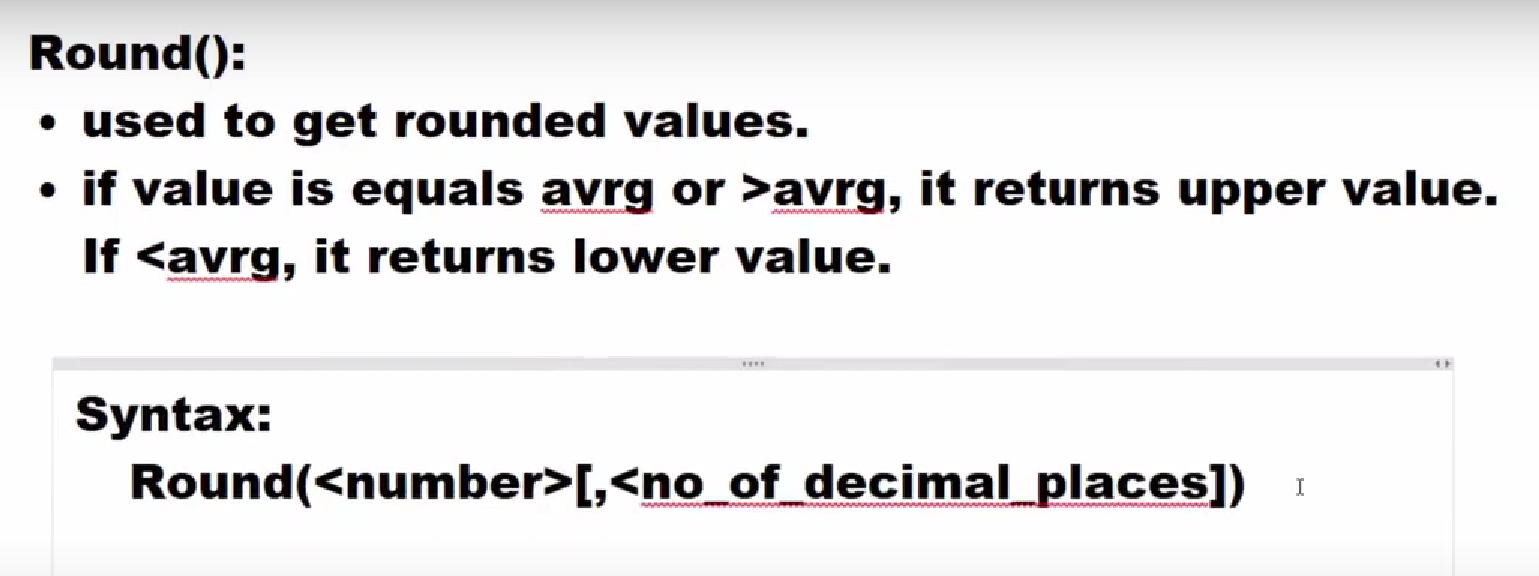 Round():
• used to get rounded values.
• if value is equals avrg or >avrg, it returns upper value.
If <avrg, it returns lower value.
Syntax:
Round(<number>[,<no_of_decimal_places])